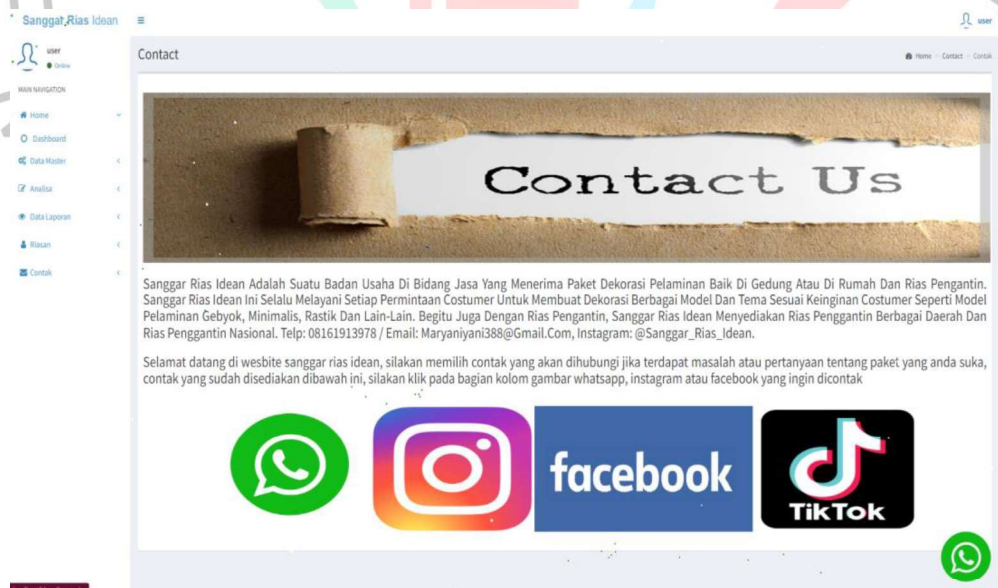 Sanggat Rias Idean
user
user
Online
Contact
Home > Contact > Contak
MAIN NAVIGATION
Home
Dashboard
Data Master
Analisa
Data Laporan
Riasan
Contak
Contact Us
Sanggar Rias Idean Adalah Suatu Badan Usaha Di Bidang Jasa Yang Menerima Paket Dekorasi Pelaminan Baik Di Gedung Atau Di Rumah Dan Rias Pengantin.
Sanggar Rias Idean Ini Selalu Melayani Setiap Permintaan Costumer Untuk Membuat Dekorasi Berbagai Model Dan Tema Sesuai Keinginan Costumer Seperti Model
Pelaminan Gebyok, Minimalis, Rastik Dan Lain-Lain. Begitu Juga Dengan Rias Pengantin, Sanggar Rias Idean Menyediakan Rias Penggantin Berbagai Daerah Dan
Rias Penggantin Nasional. Telp: 08161913978 / Email: Maryaniyani388@Gmail.Com, Instagram: @Sanggar_Rias_Idean.
Selamat datang di wesbite sanggar rias idean, silakan memilih contak yang akan dihubungi jika terdapat masalah atau pertanyaan tentang paket yang anda suka,
contak yang sudah disediakan dibawah ini, silakan klik pada bagian kolom gambar whatsapp, instagram atau facebook yang ingin dicontak
facebook
TikTok